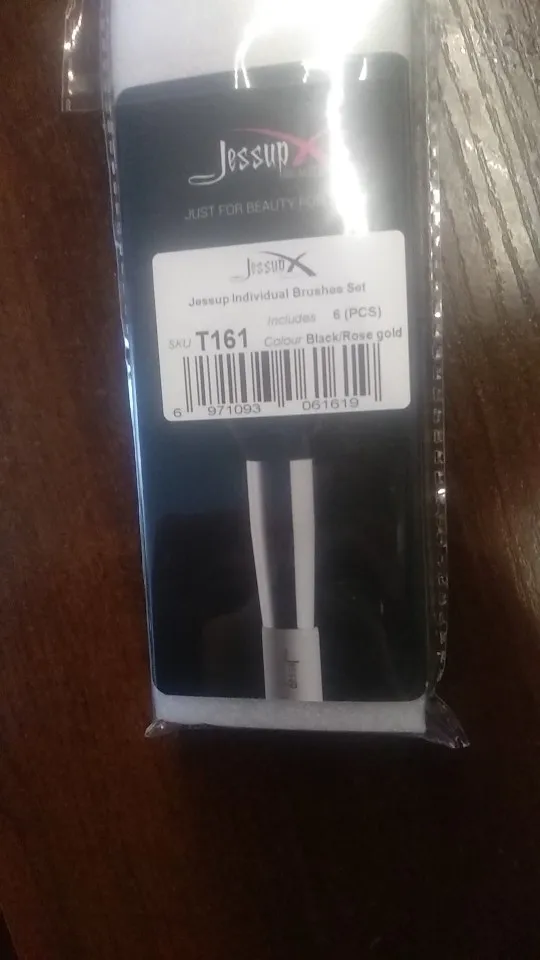 Jessup
JUST FOR BEAUTY
Jessup
Jessup Individual Brushes Set
Includes 6 (PCS)
SKU T161 Colour Black/Rose gold
6 971093 061619
Jessup